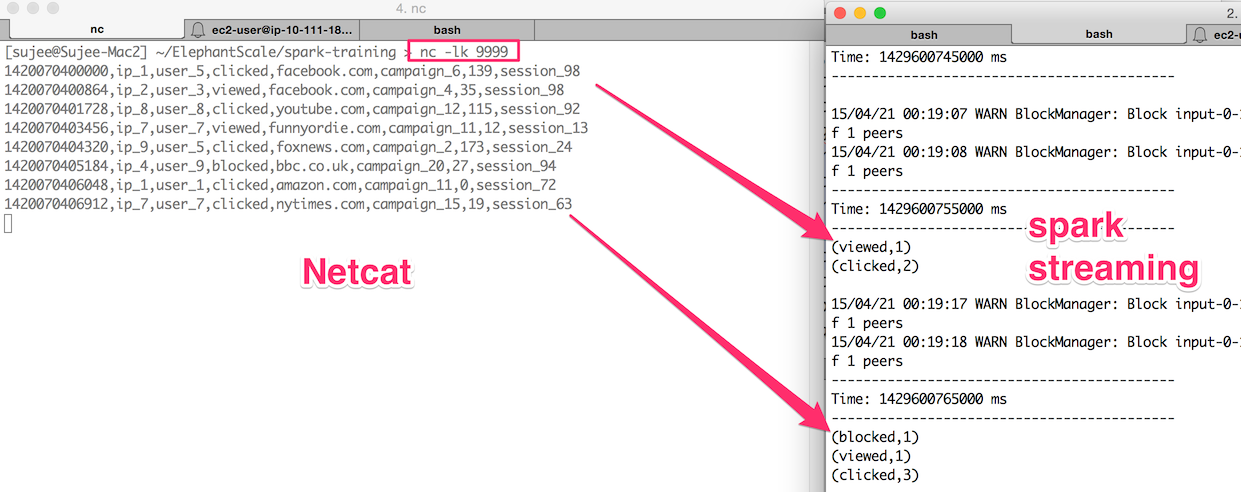 4. nc
nc
ec2-user@ip-10-111-18...
bash
[sujee@Sujee-Mac2] ~/ElephantScale/spark-training > nc -lk 9999
1420070400000,ip_1,user_5,clicked,facebook.com,campaign_6,139,session_98
1420070400864,ip_2,user_3,viewed,facebook.com,campaign_4,35,session_98
1420070401728,ip_8,user_8,clicked,youtube.com,campaign_12,115,session_92
1420070403456,ip_7,user_7,viewed,funnyordie.com,campaign_11,12,session_13
1420070404320,ip_9,user_5,clicked,foxnews.com,campaign_2,173,session_24
1420070405184,ip_4,user_9,blocked,bbc.co.uk,campaign_20,27,session_94
1420070406048,ip_1,user_1,clicked,amazon.com,campaign_11,0,session_72
1420070406912,ip_7,user_7,clicked,nytimes.com,campaign_15,19,session_63
Netcat
2.
bash
bash
ec2-u
Time: 1429600745000 ms
-------------------------------------------
15/04/21 00:19:07 WARN BlockManager: Block input-0-
f 1 peers
15/04/21 00:19:08 WARN BlockManager: Block input-0-
f 1 peers
-------------------------------------------
Time: 1429600755000 ms
-------------------------------------------
(viewed,1)
(clicked,2)
spark
streaming
15/04/21 00:19:17 WARN BlockManager: Block input-0-
f 1 peers
15/04/21 00:19:18 WARN BlockManager: Block input-0-
f 1 peers
-------------------------------------------
Time: 1429600765000 ms
-------------------------------------------
(blocked,1)
(viewed,1)
(clicked,3)